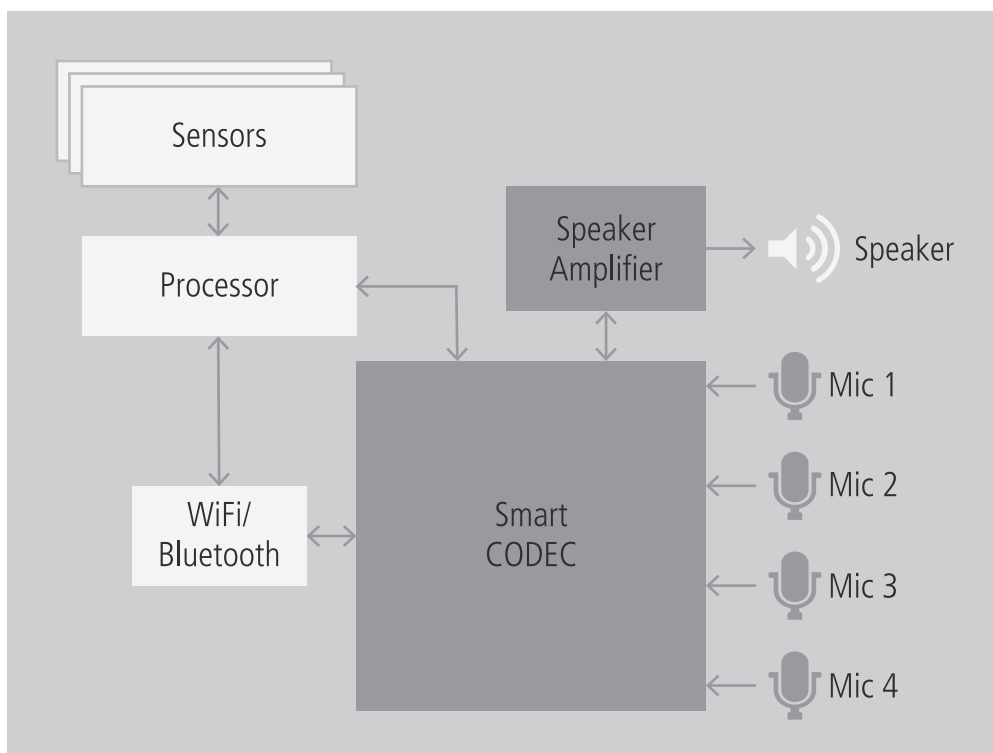 Sensors
Speaker
Amplifier
Speaker
Processor
Mic 1
Mic 2
WiFi/
Bluetooth
Smart
CODEC
Mic 3
Mic 4